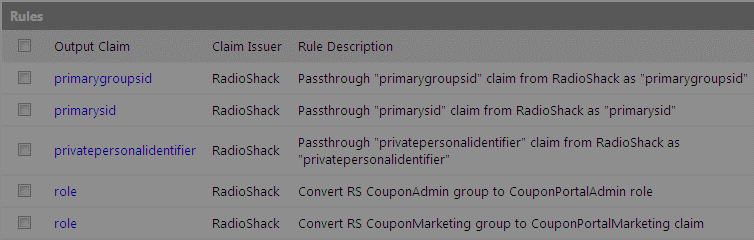 Rules
Output Claim Claim Issuer Rule Description
primarygroupsid RadioShack Passthrough "primarygroupsid" claim from RadioShack as "primarygroupsid"
primarysid RadioShack Passthrough "primarysid" claim from RadioShack as "primarysid"
privatepersonalidentifier RadioShack Passthrough "privatepersonalidentifier" claim from RadioShack as
"privatepersonalidentifier"
role RadioShack Convert RS CouponAdmin group to CouponPortalAdmin role
role RadioShack Convert RS CouponMarketing group to CouponPortalMarketing claim